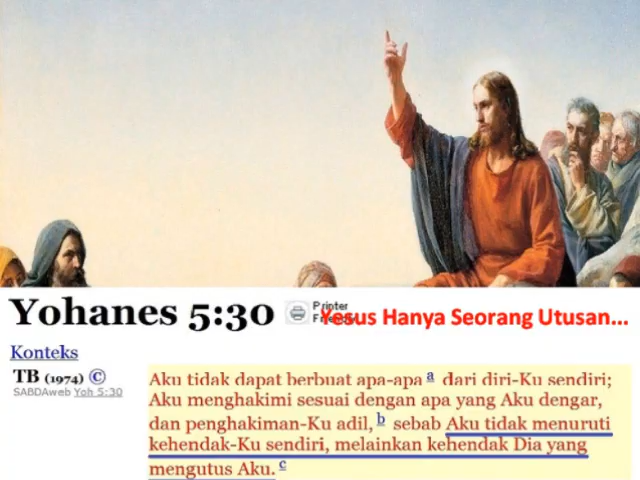 Yohanes 5:30
Printer
Yesus Hanya Seorang Utusan...
Konteks
TB (1974) ©
SABDAweb Yoh 5:30
Aku tidak dapat berbuat apa-apa a dari diri-Ku sendiri;
Aku menghakimi sesuai dengan apa yang Aku dengar,
dan penghakiman-Ku adil, b sebab Aku tidak menuruti
kehendak-Ku sendiri, melainkan kehendak Dia yang
mengutus Aku. c